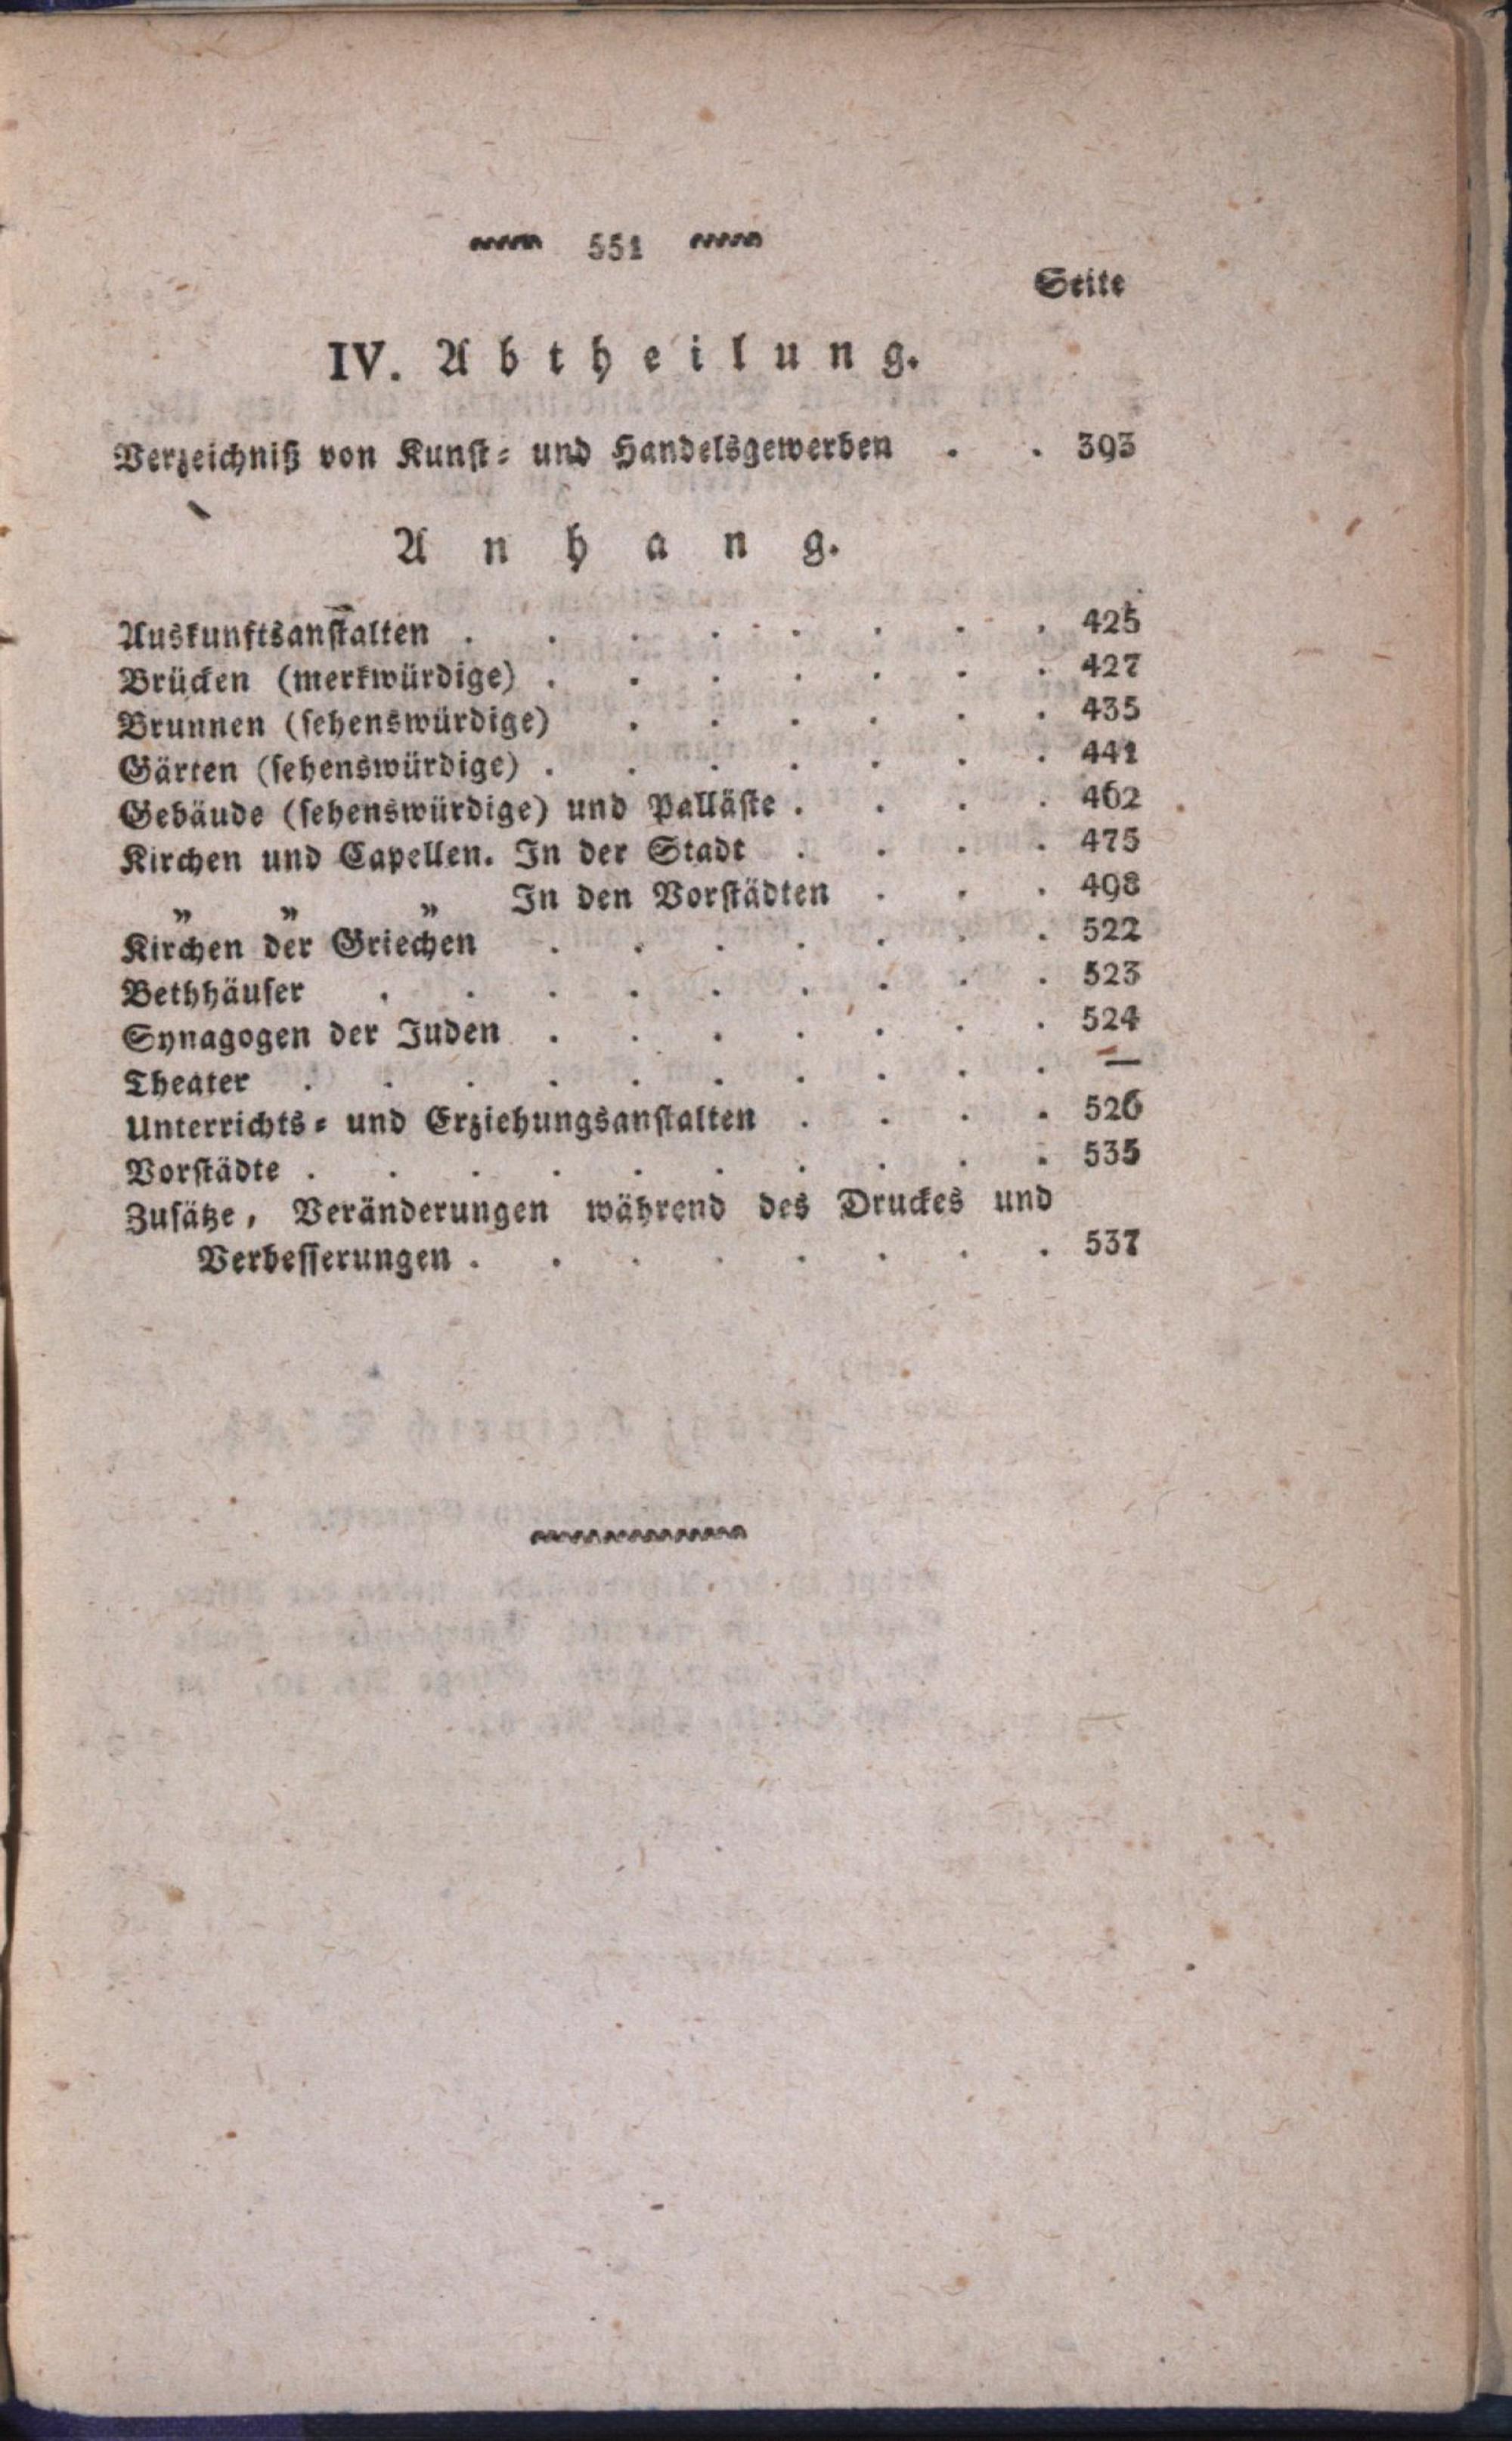 551
Seite
IV. Abtheilung.
Verzeichniß von Kunst- und Handelsgewerben . . 393
Anhang.
Auskunftsanstalten . . . . . . . . 425
Brücken (merkwürdige) . . . . . . . 427
Brunnen (sehenswürdige) . . . . . . 435
Gärten (sehenswürdige) . . . . . . . 441
Gebäude (sehenswürdige) und Palläste . . . . 462
Kirchen und Capellen. In der Stadt . . . . 475
„ „ „ In den Vorstädten . . . 498
Kirchen der Griechen . . . . . . . 522
Bethhäuser . . . . . . . . . 523
Synagogen der Juden . . . . . . . 524
Theater . . . . . . . . . . —
Unterrichts- und Erziehungsanstalten . . . . 526
Vorstädte . . . . . . . . . . 535
Zusätze, Veränderungen während des Druckes und
Verbesserungen . . . . . . . . 537